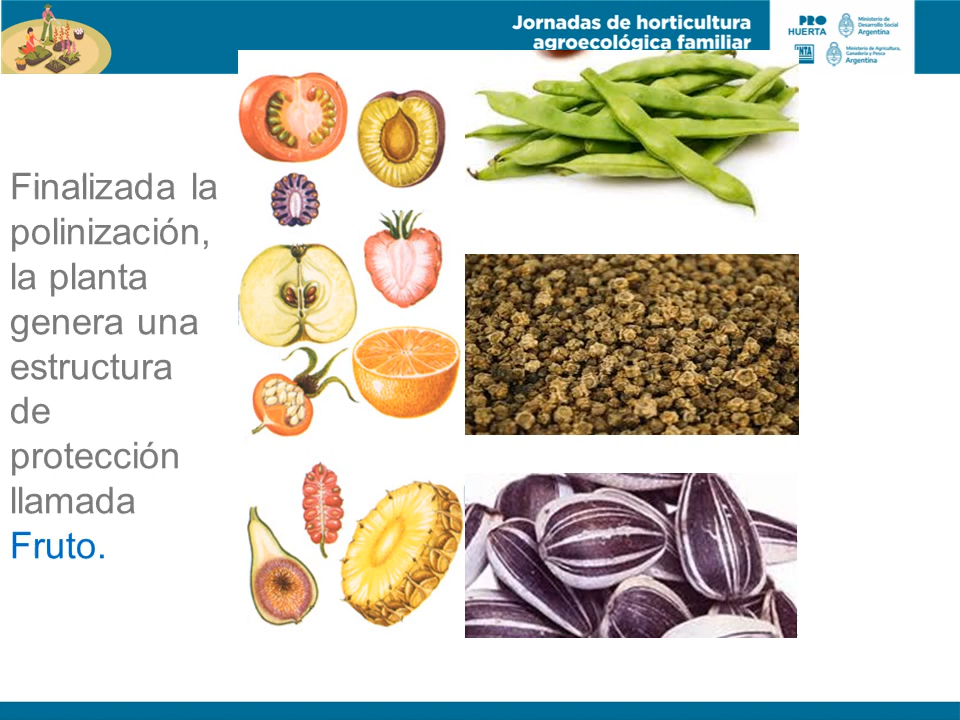 Jornadas de horticultura
agroecológica familiar
PRO
HUERTA
Ministerio de
Desarrollo Social
Argentina
INTA
Ministerio de Agricultura,
Ganadería y Pesca
Argentina
Finalizada la
polinización,
la planta
genera una
estructura
de
protección
llamada
Fruto.